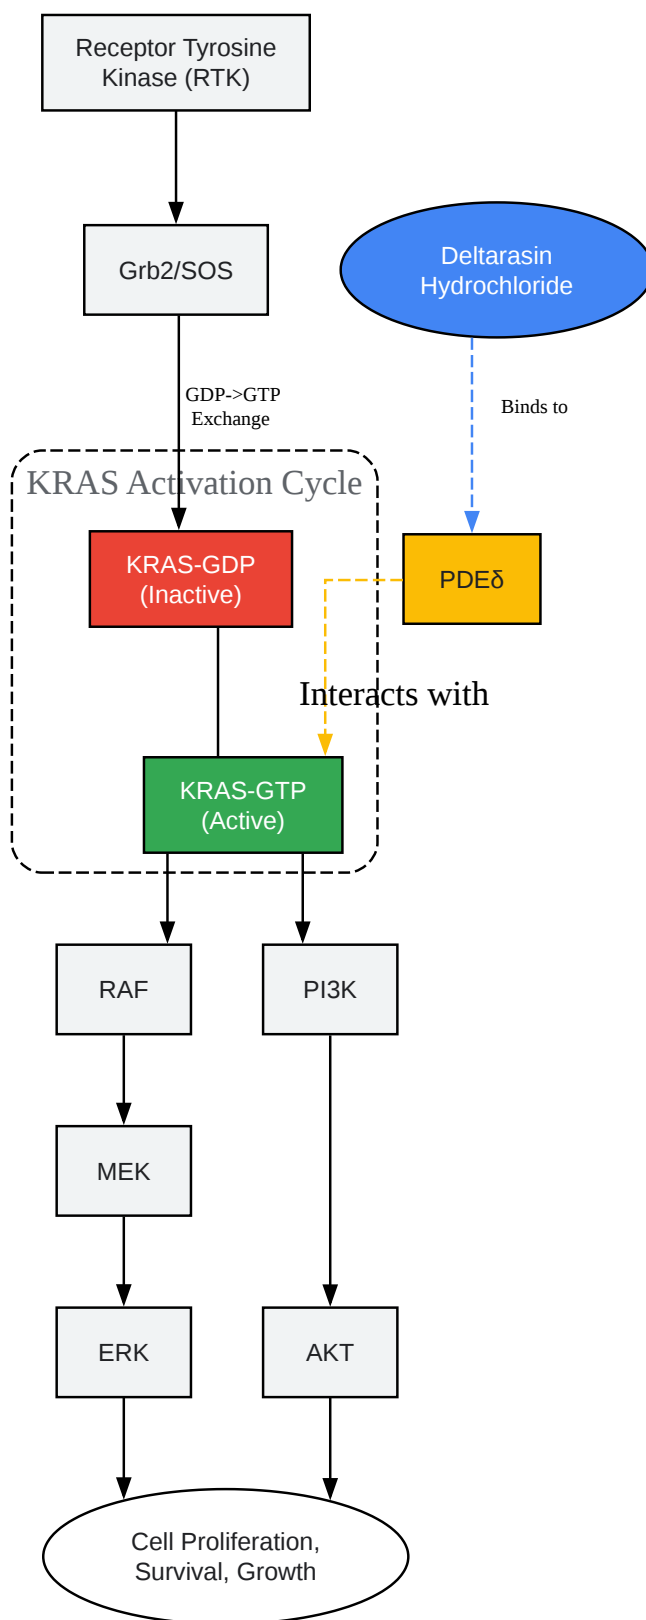 Receptor Tyrosine
Kinase (RTK)
Grb2/SOS
Deltarasin
Hydrochloride
GDP->GTP
Exchange
Binds to
KRAS Activation Cycle
KRAS-GDP
(Inactive)
PDEδ
Interacts with
KRAS-GTP
(Active)
RAF
PI3K
MEK
ERK
AKT
Cell Proliferation,
Survival, Growth